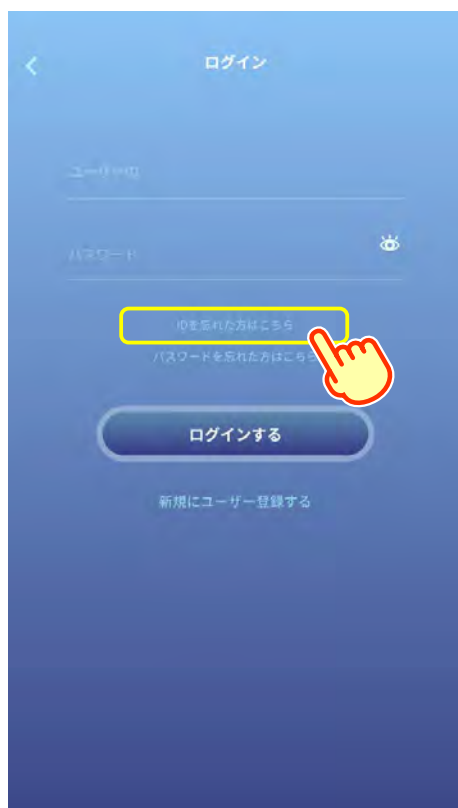 ログイン
ユーザーID
パスワード
IDを忘れた方はこちら
パスワードを忘れた方はこちら
ログインする
新規にユーザー登録する